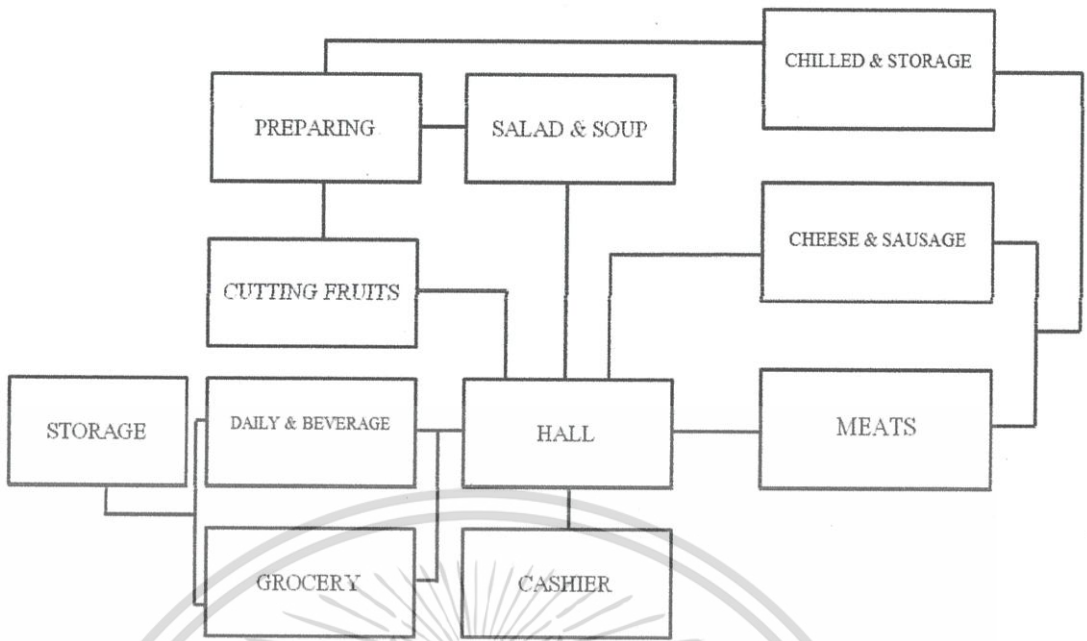 CHILLED & STORAGE
PREPARING
SALAD & SOUP
CHEESE & SAUSAGE
CUTTING FRUITS
STORAGE
DAILY & BEVERAGE
HALL
MEATS
GROCERY
CASHIER